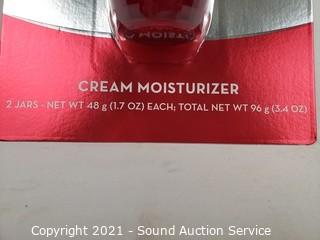 MOISTU
CREAM MOISTURIZER
2 JARS - NET WT 48 g (1.7 OZ) EACH; TOTAL NET WT 96 g (3.4 OZ)
Copyright 2021 - Sound Auction Service